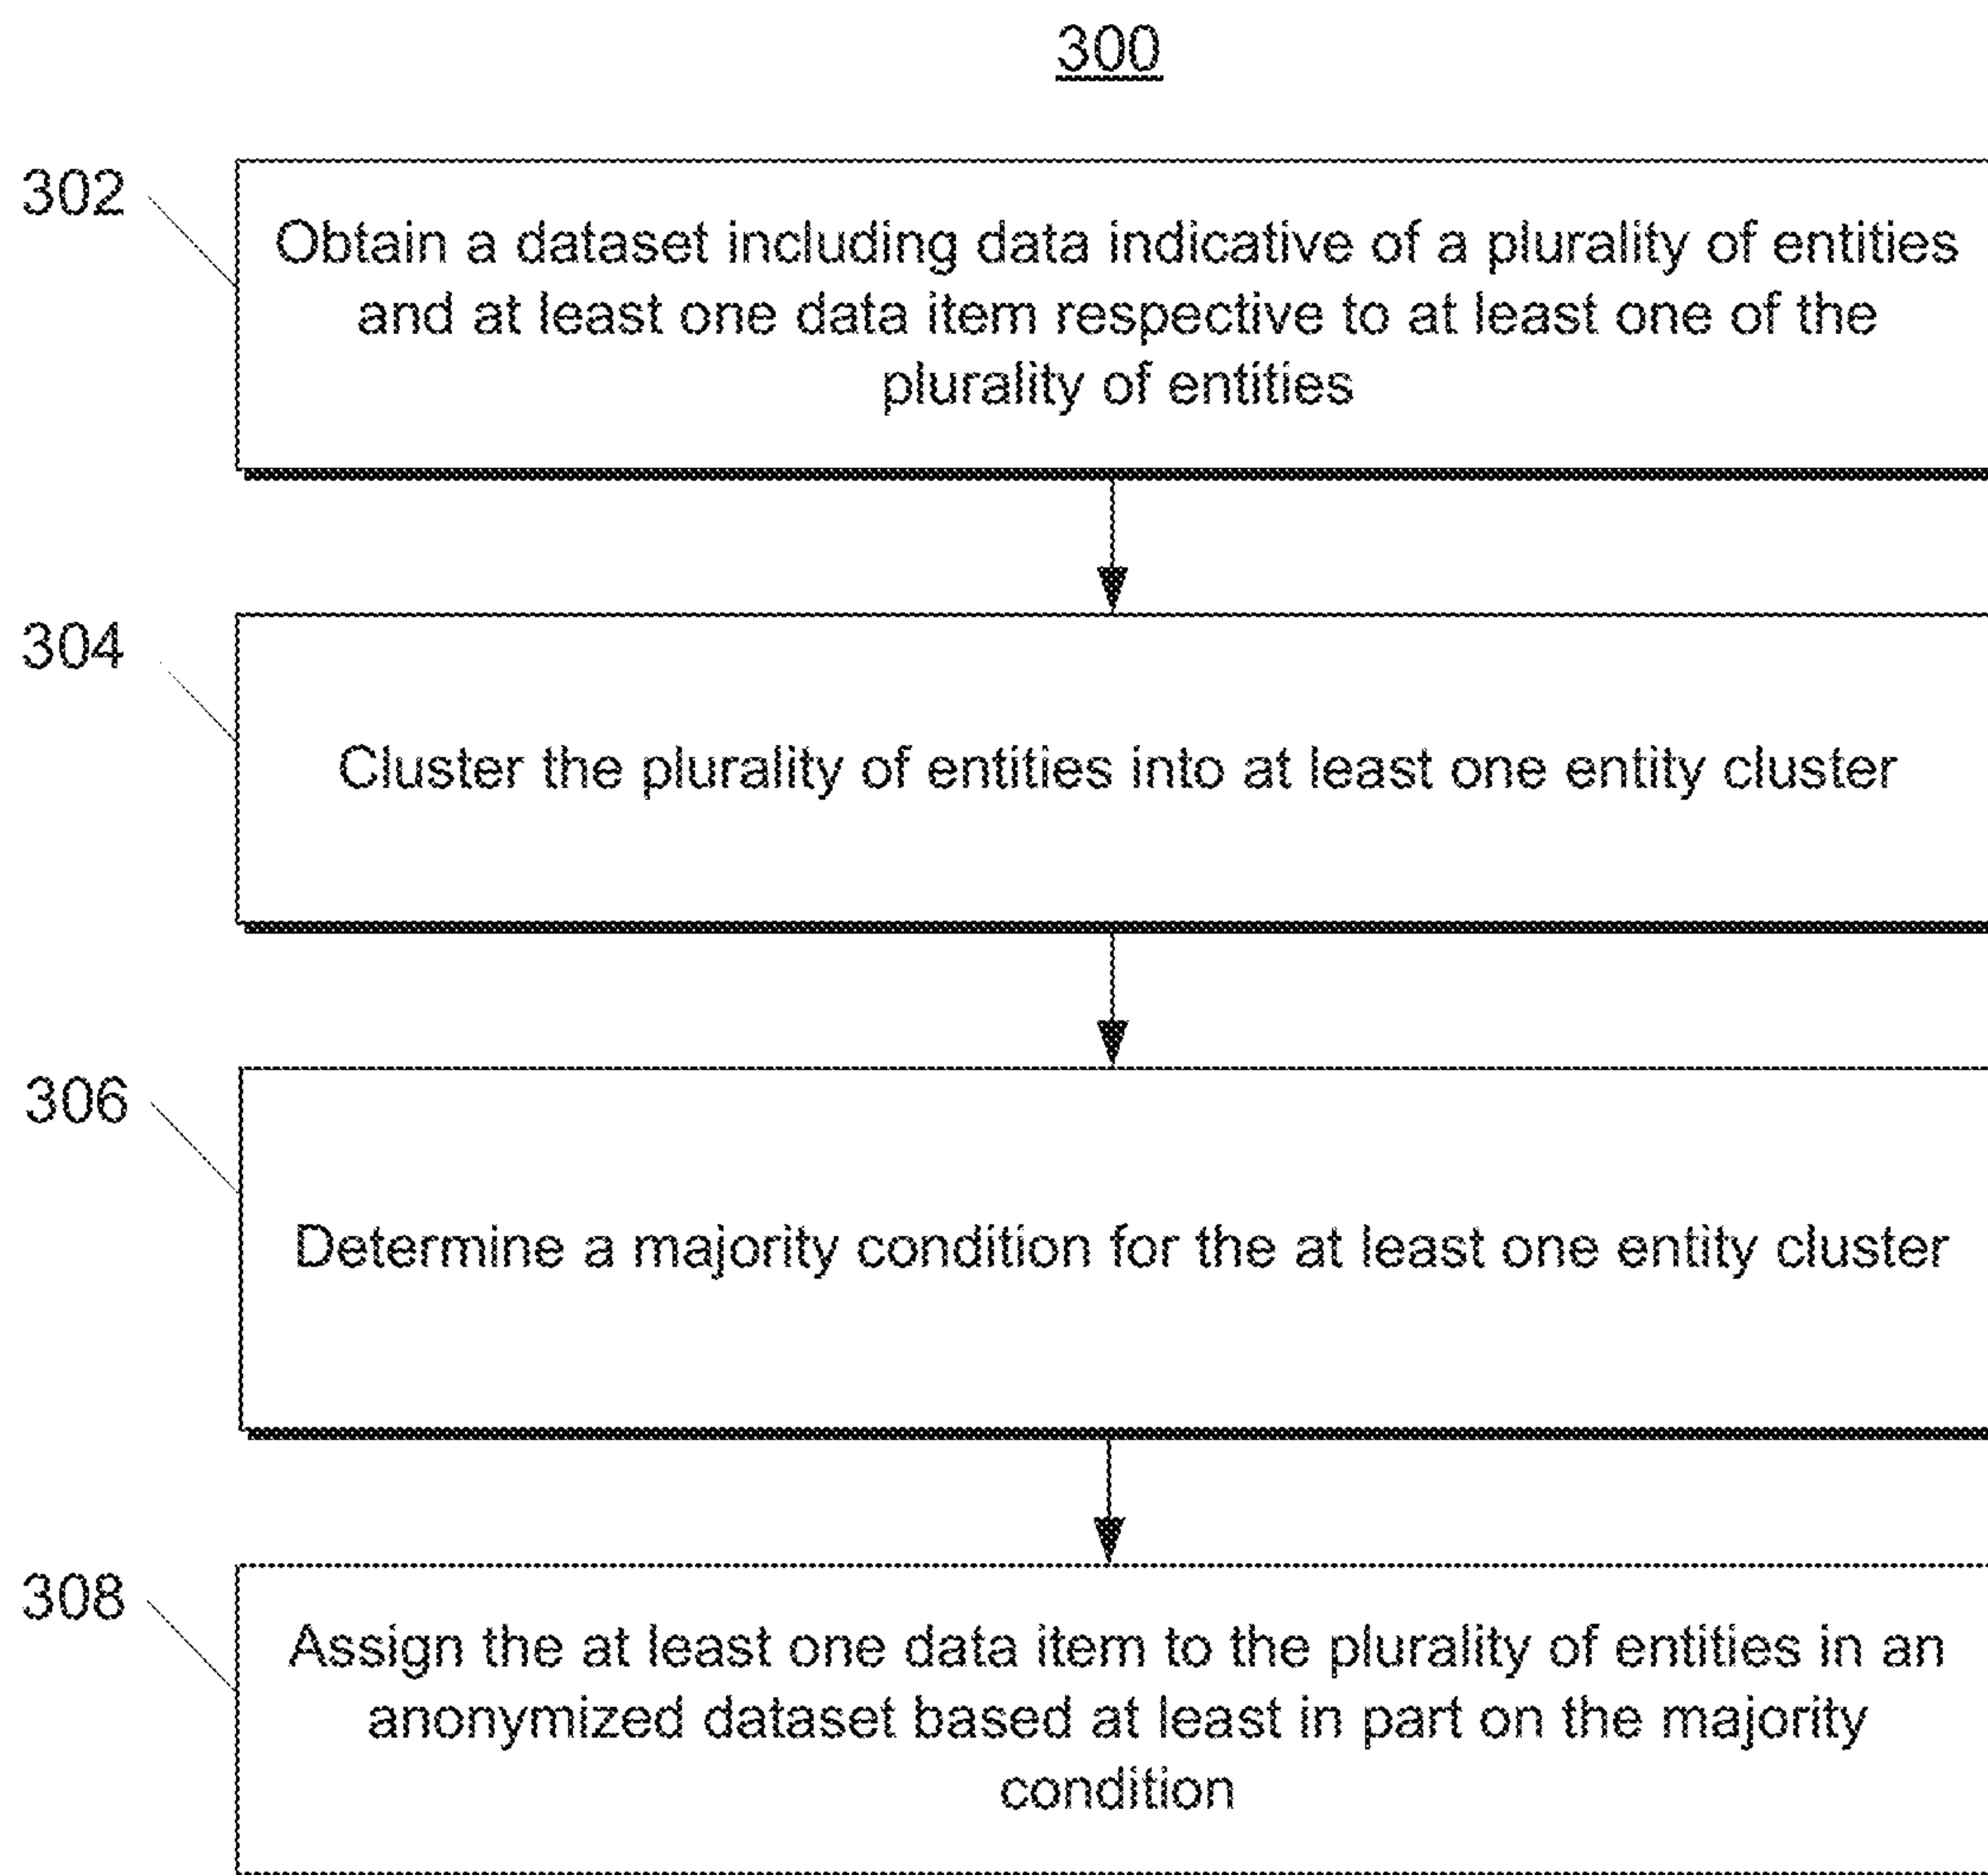 300
302
Obtain a dataset including data indicative of a plurality of entities
and at least one data item respective to at least one of the
plurality of entities
304
Cluster the plurality of entities into at least one entity cluster
306
Determine a majority condition for the at least one entity cluster
308
Assign the at least one data item to the plurality of entities in an
anonymized dataset based at least in part on the majority
condition